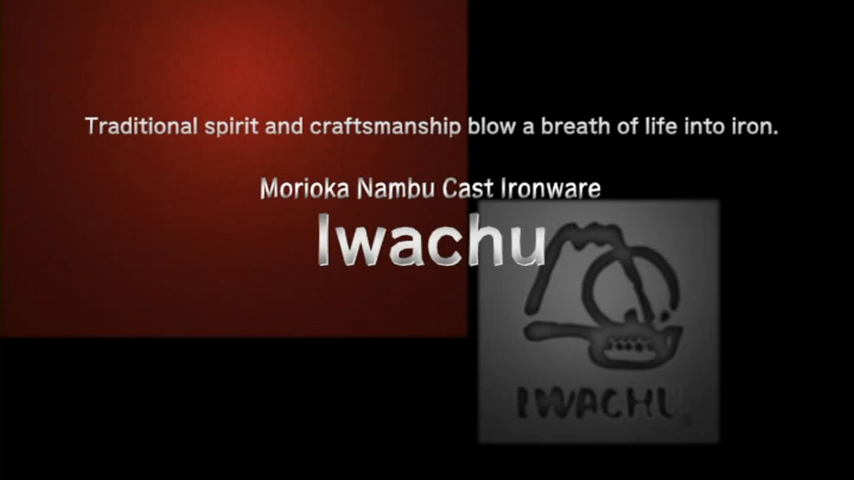 Traditional spirit and craftsmanship blow a breath of life into iron.
Morioka Nambu Cast Ironware
Iwachu
IWACHU